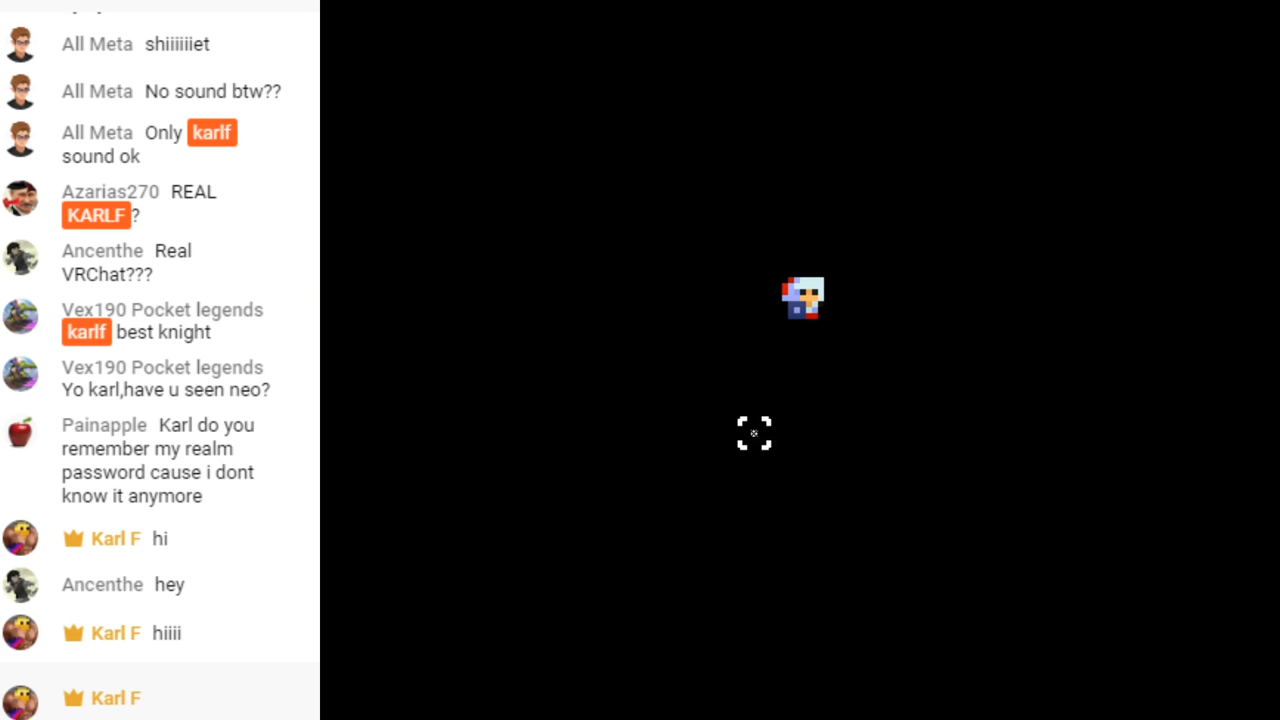 All Meta shiiiiiiet
All Meta No sound btw??
All Meta Only karlf
sound ok
Azarias270 REAL
KARLF ?
Ancenthe Real
VRChat???
Vex190 Pocket legends
karlf best knight
Vex190 Pocket legends
Yo karl,have u seen neo?
Painapple Karl do you
remember my realm
password cause i dont
know it anymore
Karl F hi
Ancenthe hey
Karl F hiiii
Karl F